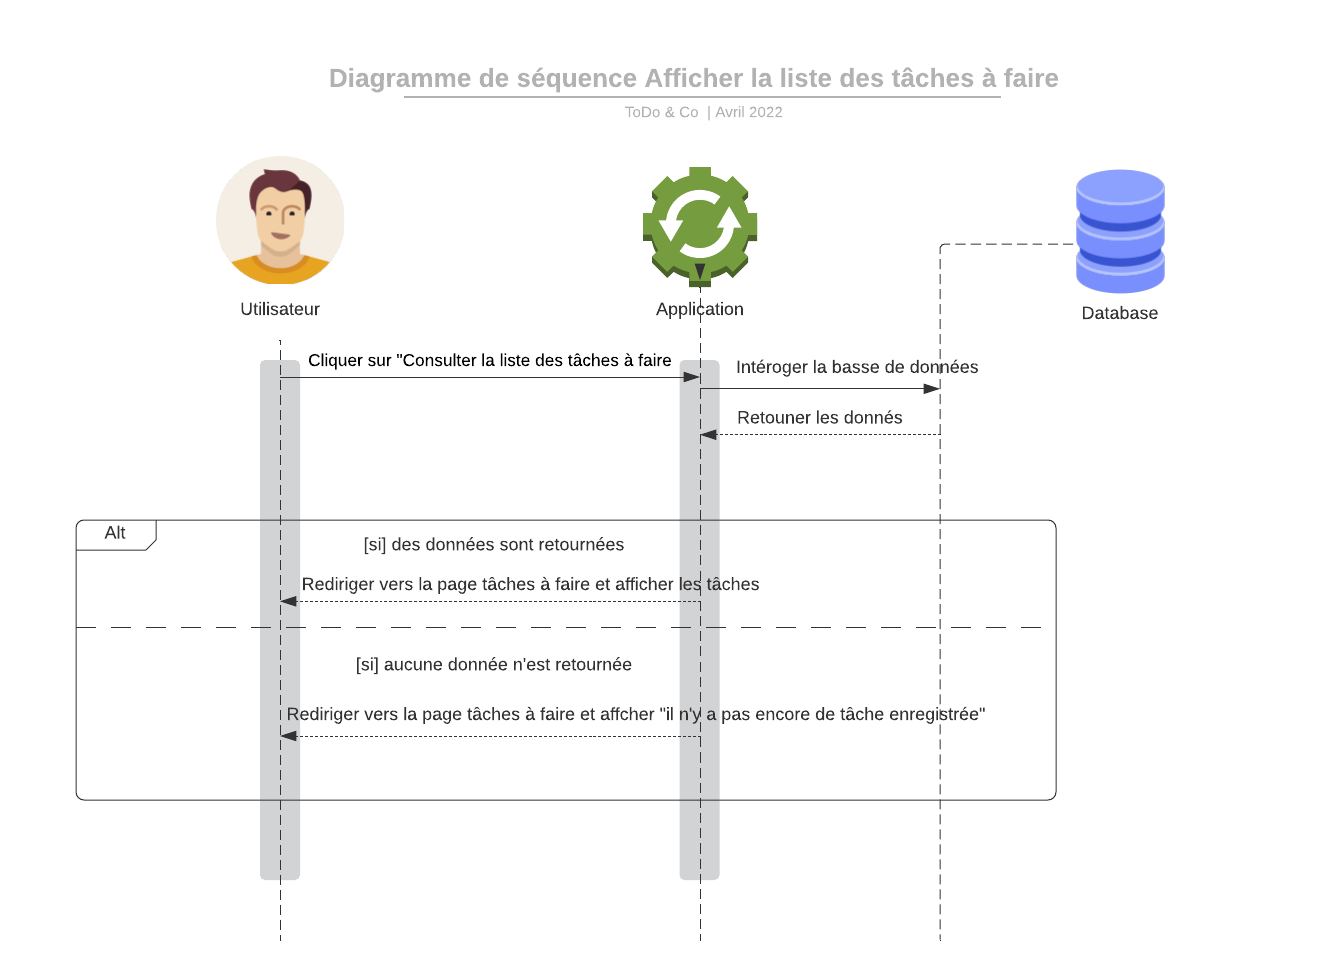 Diagramme de séquence Afficher la liste des tâches à faire
ToDo & Co | Avril 2022
Utilisateur
Application
Database
Cliquer sur "Consulter la liste des tâches à faire
Intéroger la basse de données
Retouner les donnés
Alt
[si] des données sont retournées
Rediriger vers la page tâches à faire et afficher les tâches
[si] aucune donnée n'est retournée
Rediriger vers la page tâches à faire et affcher "il n'y a pas encore de tâche enregistrée"